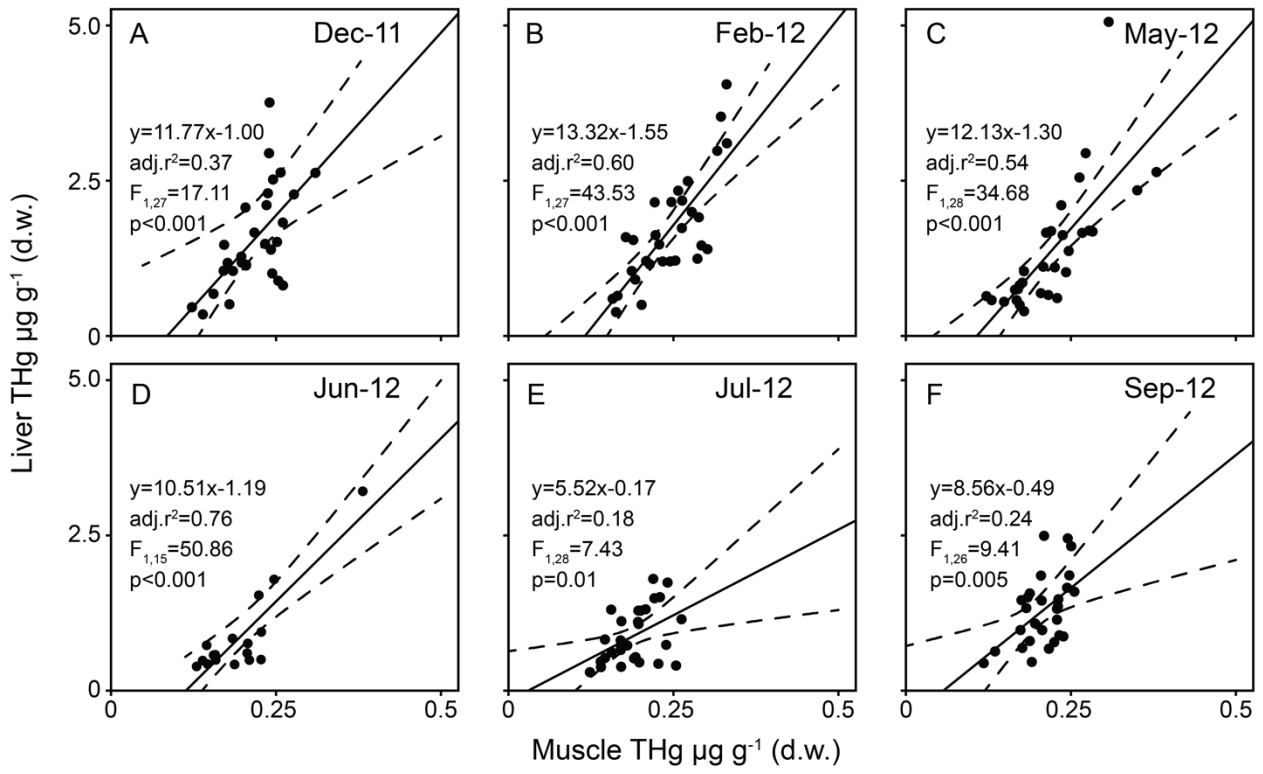 Liver THg µg g⁻¹ (d.w.)
A
Dec-11
5.0
2.5
0
y=11.77x-1.00
adj.r²=0.37
F₁,₂₇=17.11
p<0.001
B
Feb-12
y=13.32x-1.55
adj.r²=0.60
F₁,₂₇=43.53
p<0.001
C
May-12
y=12.13x-1.30
adj.r²=0.54
F₁,₂₈=34.68
p<0.001
D
Jun-12
5.0
2.5
0
y=10.51x-1.19
adj.r²=0.76
F₁,₁₅=50.86
p<0.001
0 0.25 0.5
E
Jul-12
y=5.52x-0.17
adj.r²=0.18
F₁,₂₈=7.43
p=0.01
0 0.25 0.5
F
Sep-12
y=8.56x-0.49
adj.r²=0.24
F₁,₂₆=9.41
p=0.005
0 0.25 0.5
Muscle THg µg g⁻¹ (d.w.)